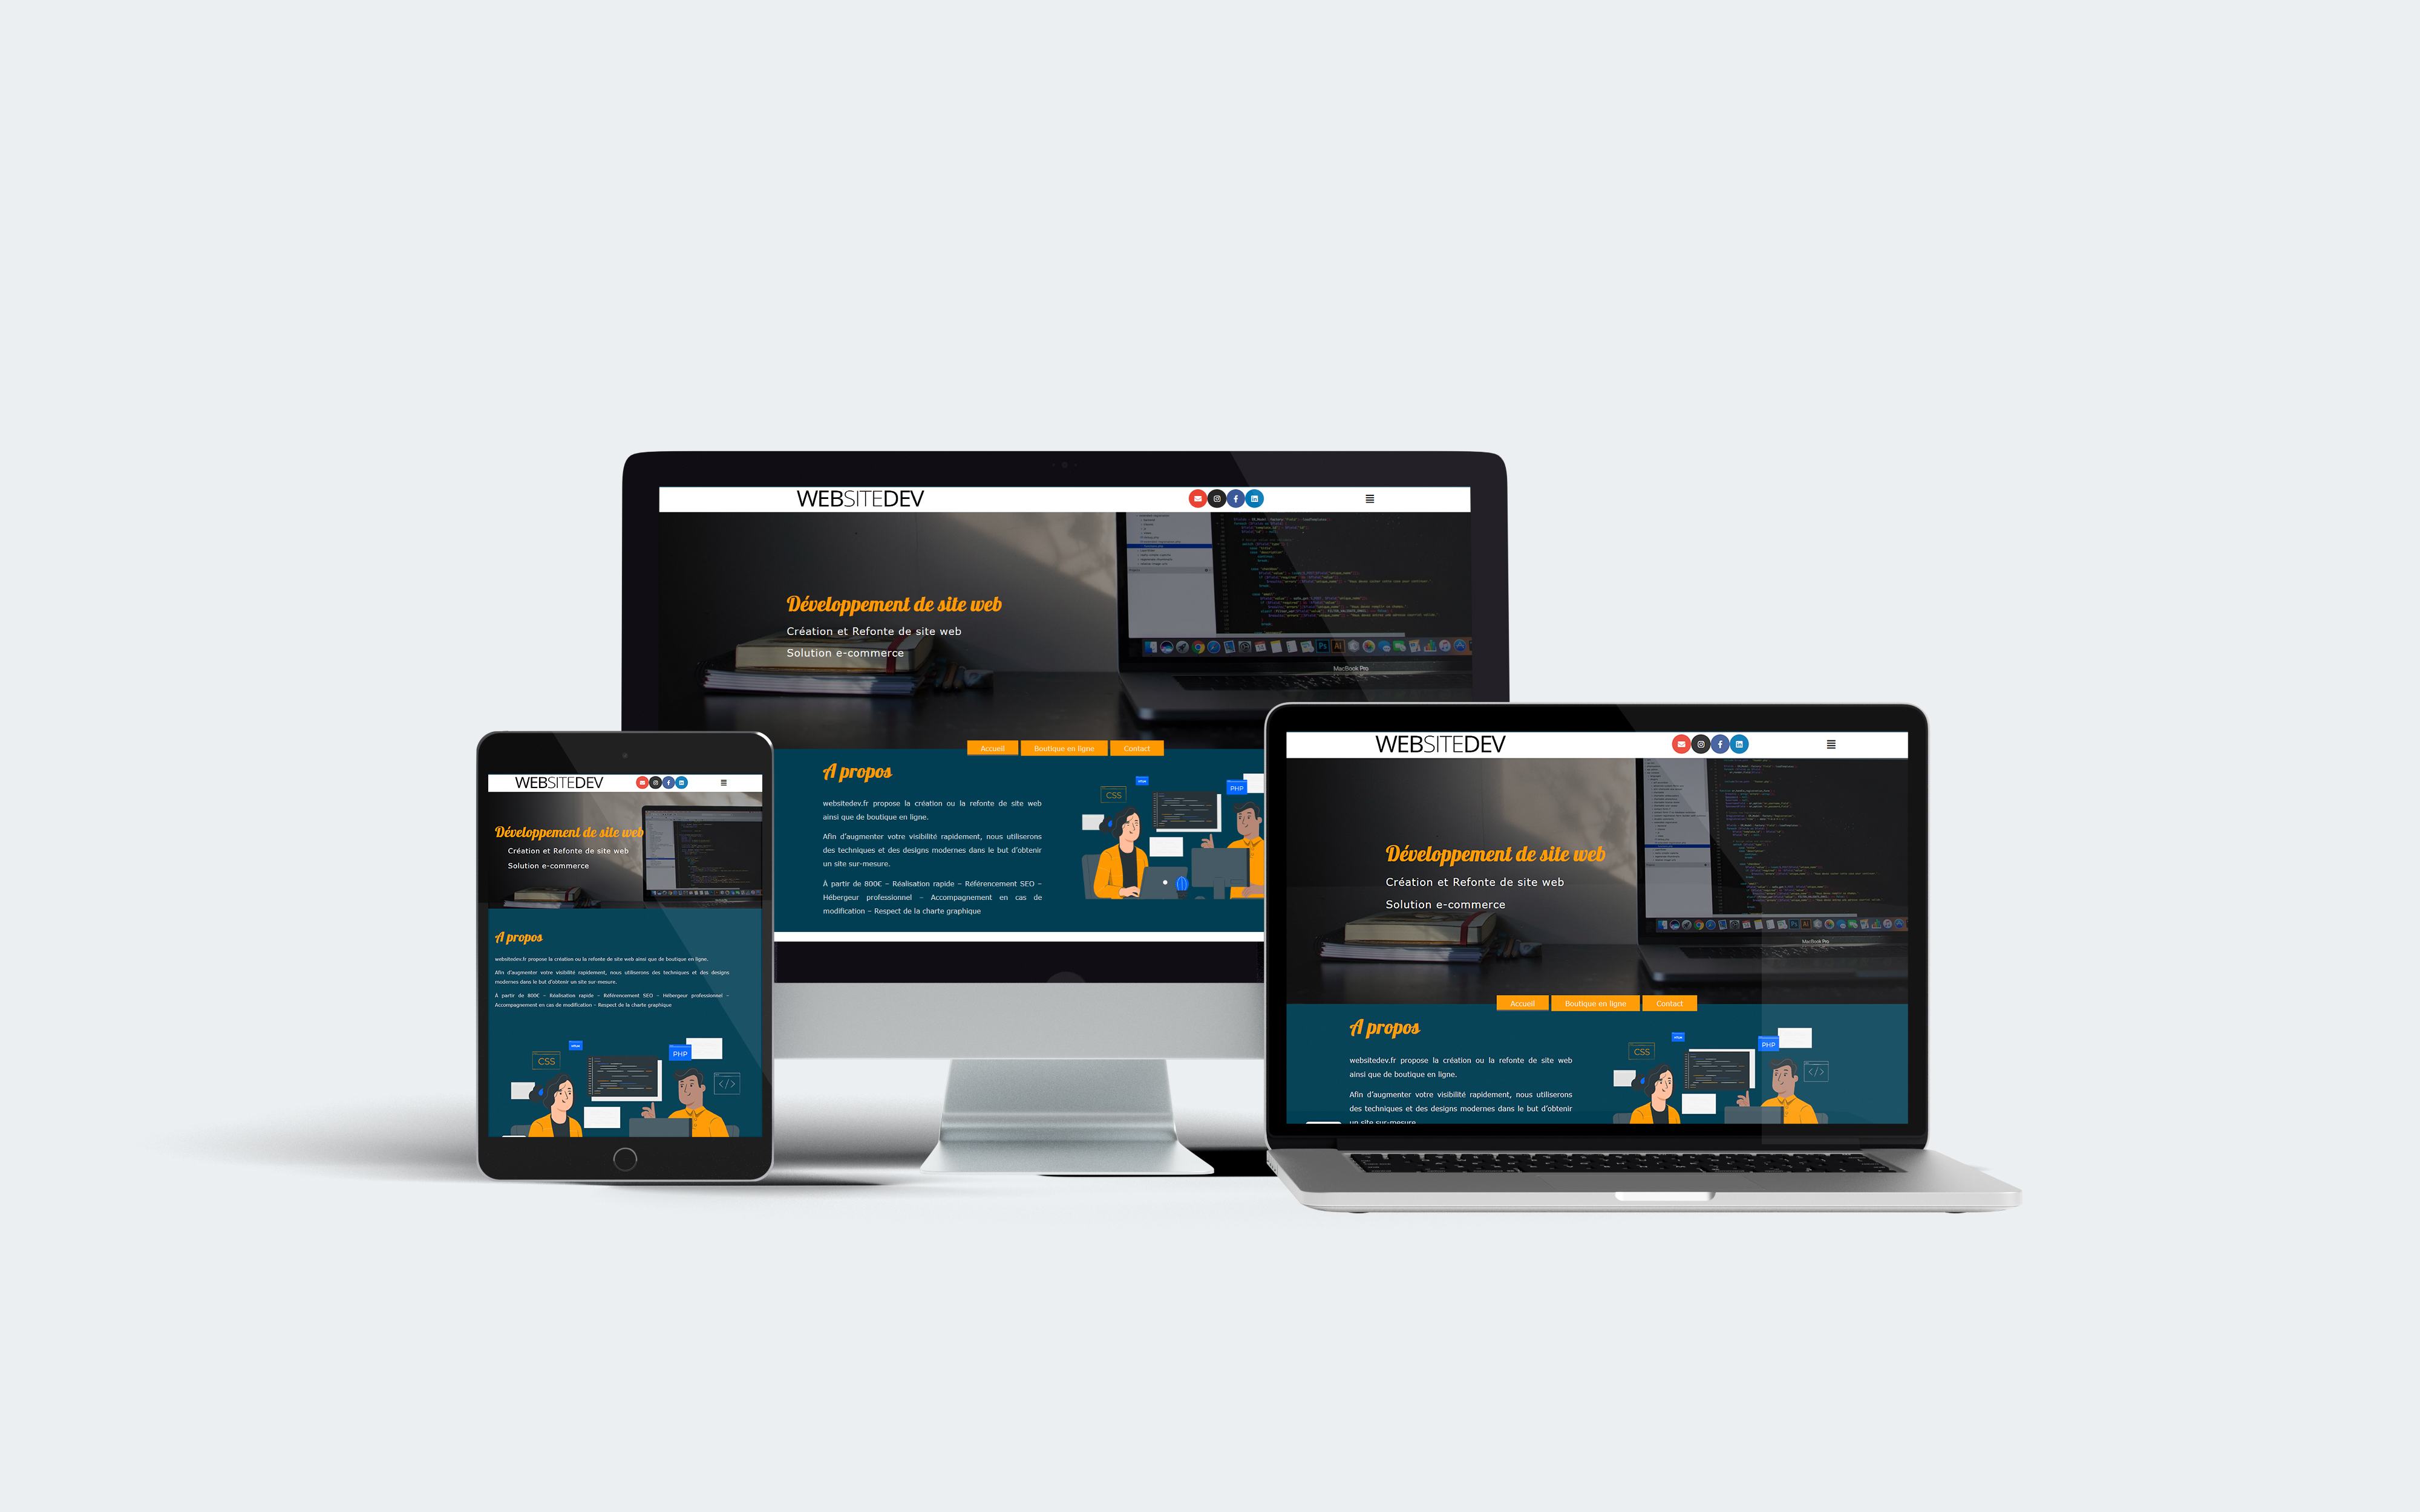 WEBSITEDEV
Développement de site web
Création et Refonte de site web
Solution e-commerce
MacBook Pro
Accueil
Boutique en ligne
Contact
A propos
websitedev.fr propose la création ou la refonte de site web
ainsi que de boutique en ligne.
Afin d'augmenter votre visibilité rapidement, nous utiliserons
des techniques et des designs modernes dans le but d'obtenir
un site sur-mesure.
À partir de 800€ – Réalisation rapide – Référencement SEO –
Hébergeur professionnel – Accompagnement en cas de
modification – Respect de la charte graphique
CSS
PHP
WEBSITEDEV
Développement de site web
Création et Refonte de site web
Solution e-commerce
A propos
websitedev.fr propose la création ou la refonte de site web ainsi que de boutique en ligne.
Afin d'augmenter votre visibilité rapidement, nous utiliserons des techniques et des designs
modernes dans le but d'obtenir un site sur-mesure.
À partir de 800€ – Réalisation rapide – Référencement SEO – Hébergeur professionnel –
Accompagnement en cas de modification – Respect de la charte graphique
CSS
PHP
</>
WEBSITEDEV
Développement de site web
Création et Refonte de site web
Solution e-commerce
MacBook Pro
Accueil
Boutique en ligne
Contact
A propos
websitedev.fr propose la création ou la refonte de site web
ainsi que de boutique en ligne.
Afin d'augmenter votre visibilité rapidement, nous utiliserons
des techniques et des designs modernes dans le but d'obtenir
un site sur-mesure
CSS
PHP
</>